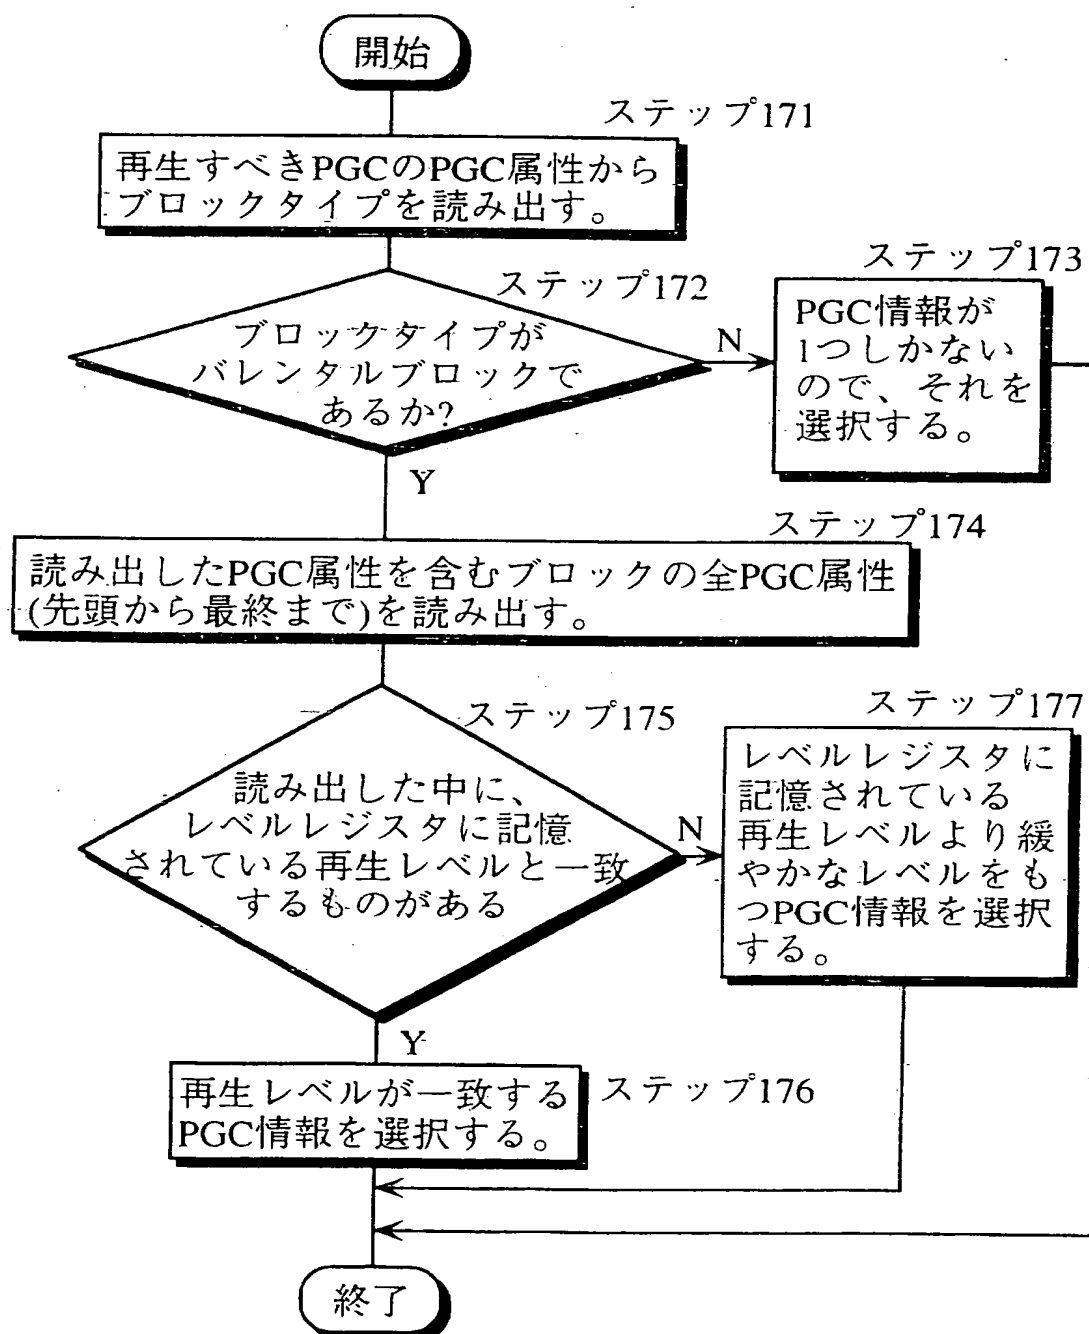 開始
ステップ171
再生すべきPGCのPGC属性から
ブロックタイプを読み出す。
ステップ172
ブロックタイプが
バレンタルブロックで
あるか?
N
Y
ステップ173
PGC情報が
1つしかない
ので、それを
選択する。
ステップ174
読み出したPGC属性を含むブロックの全PGC属性
(先頭から最終まで)を読み出す。
ステップ175
読み出した中に、
レベルレジスタに記憶
されている再生レベルと一致
するものがある
N
Y
ステップ177
レベルレジスタに
記憶されている
再生レベルより緩
やかなレベルをも
つPGC情報を選択
する。
再生レベルが一致する
PGC情報を選択する。
ステップ176
終了